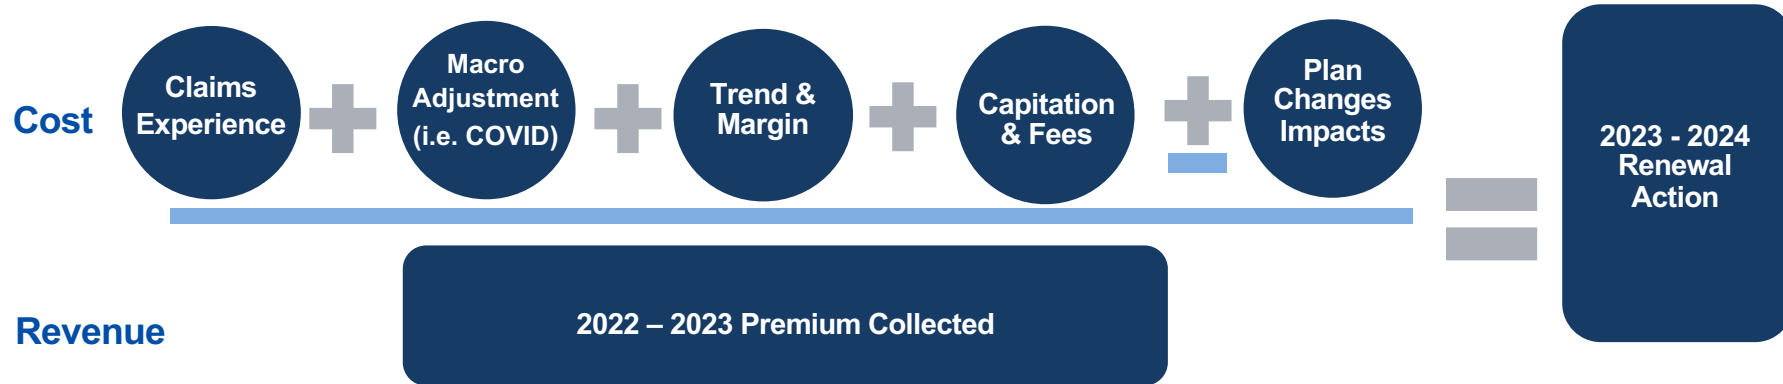 Cost
Claims
Experience
Macro
Adjustment
(i.e. COVID)
Trend &
Margin
Capitation
& Fees
Plan
Changes
Impacts
2023 - 2024
Renewal
Action
Revenue
2022 – 2023 Premium Collected